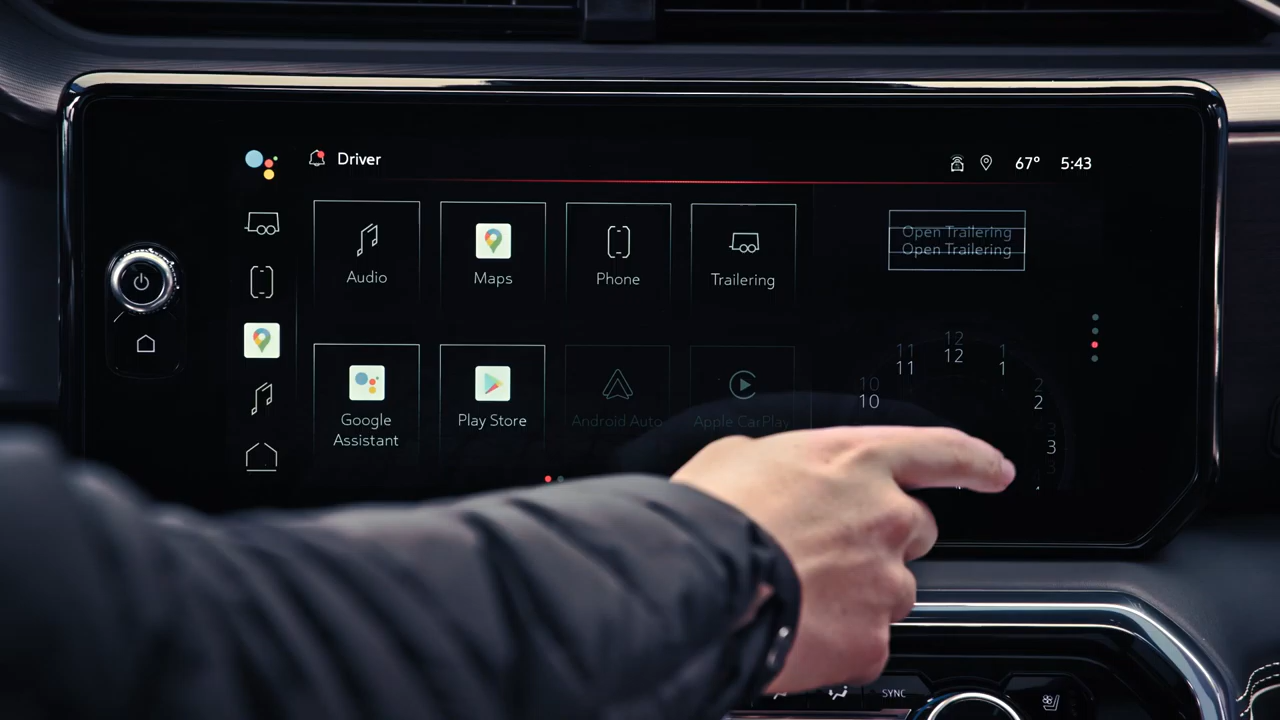 Driver
67° 5:43
Audio
Maps
Phone
Trailering
Open Trailering
Open Trailering
Google
Assistant
Play Store
Android Auto
Apple CarPlay
12
12
11
11
1
1
10
10
2
2
3
3
3
SYNC